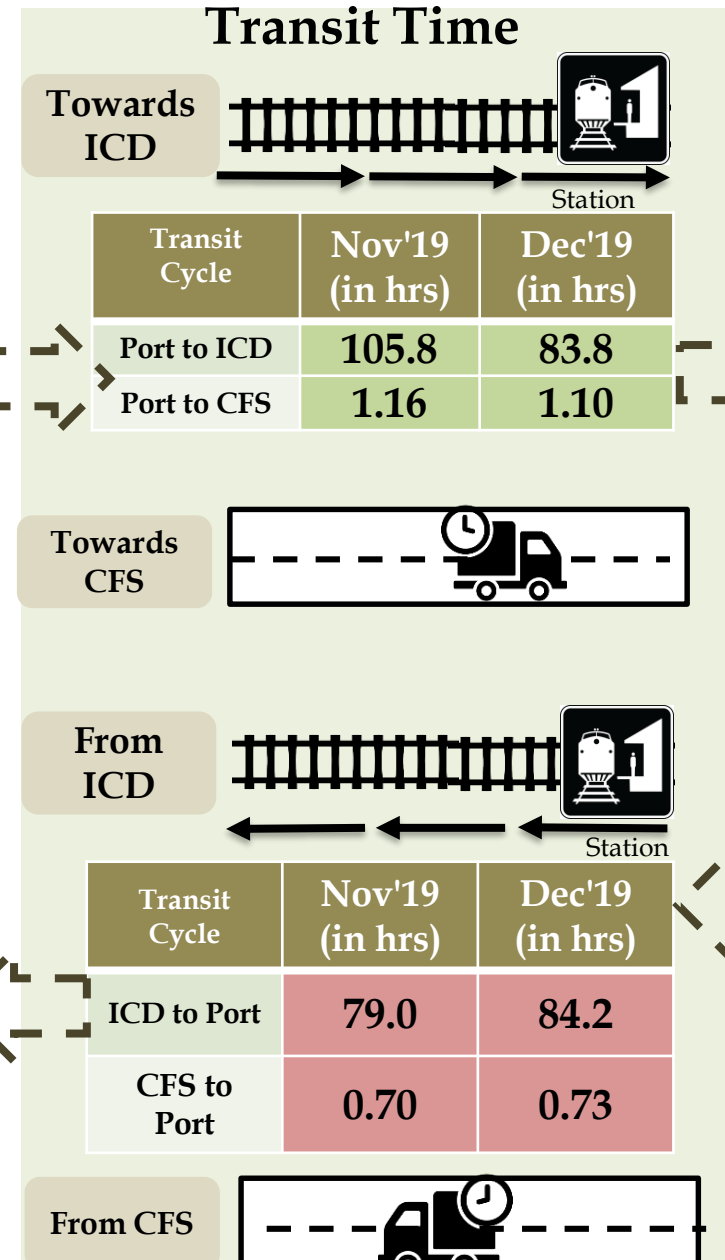 Transit Time
Towards
ICD
Station
Transit
Cycle
Nov'19
(in hrs)
Dec'19
(in hrs)
Port to ICD
105.8
83.8
Port to CFS
1.16
1.10
Towards
CFS
From
ICD
Station
Transit
Cycle
Nov'19
(in hrs)
Dec'19
(in hrs)
ICD to Port
79.0
84.2
CFS to
Port
0.70
0.73
From CFS